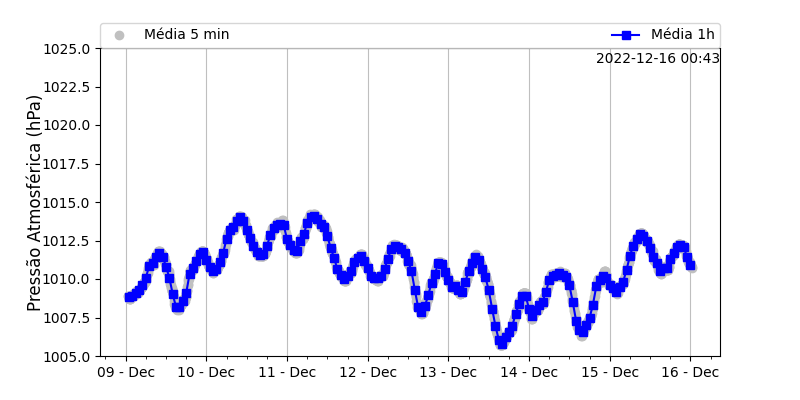 Média 5 min
Média 1h
2022-12-16 00:43
Pressão Atmosférica (hPa)
1025.0
1022.5
1020.0
1017.5
1015.0
1012.5
1010.0
1007.5
1005.0
09 - Dec
10 - Dec
11 - Dec
12 - Dec
13 - Dec
14 - Dec
15 - Dec
16 - Dec